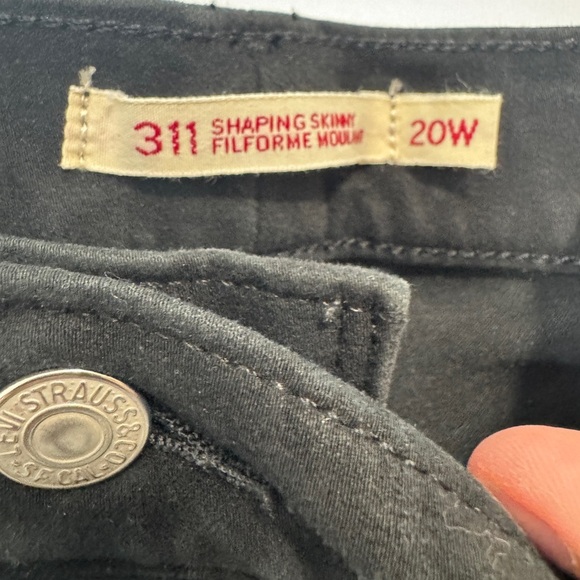 311
SHAPING SKINNY
FILFORME MOULANT
20W
LEVI STRAUSS & CO
S.F. CAL